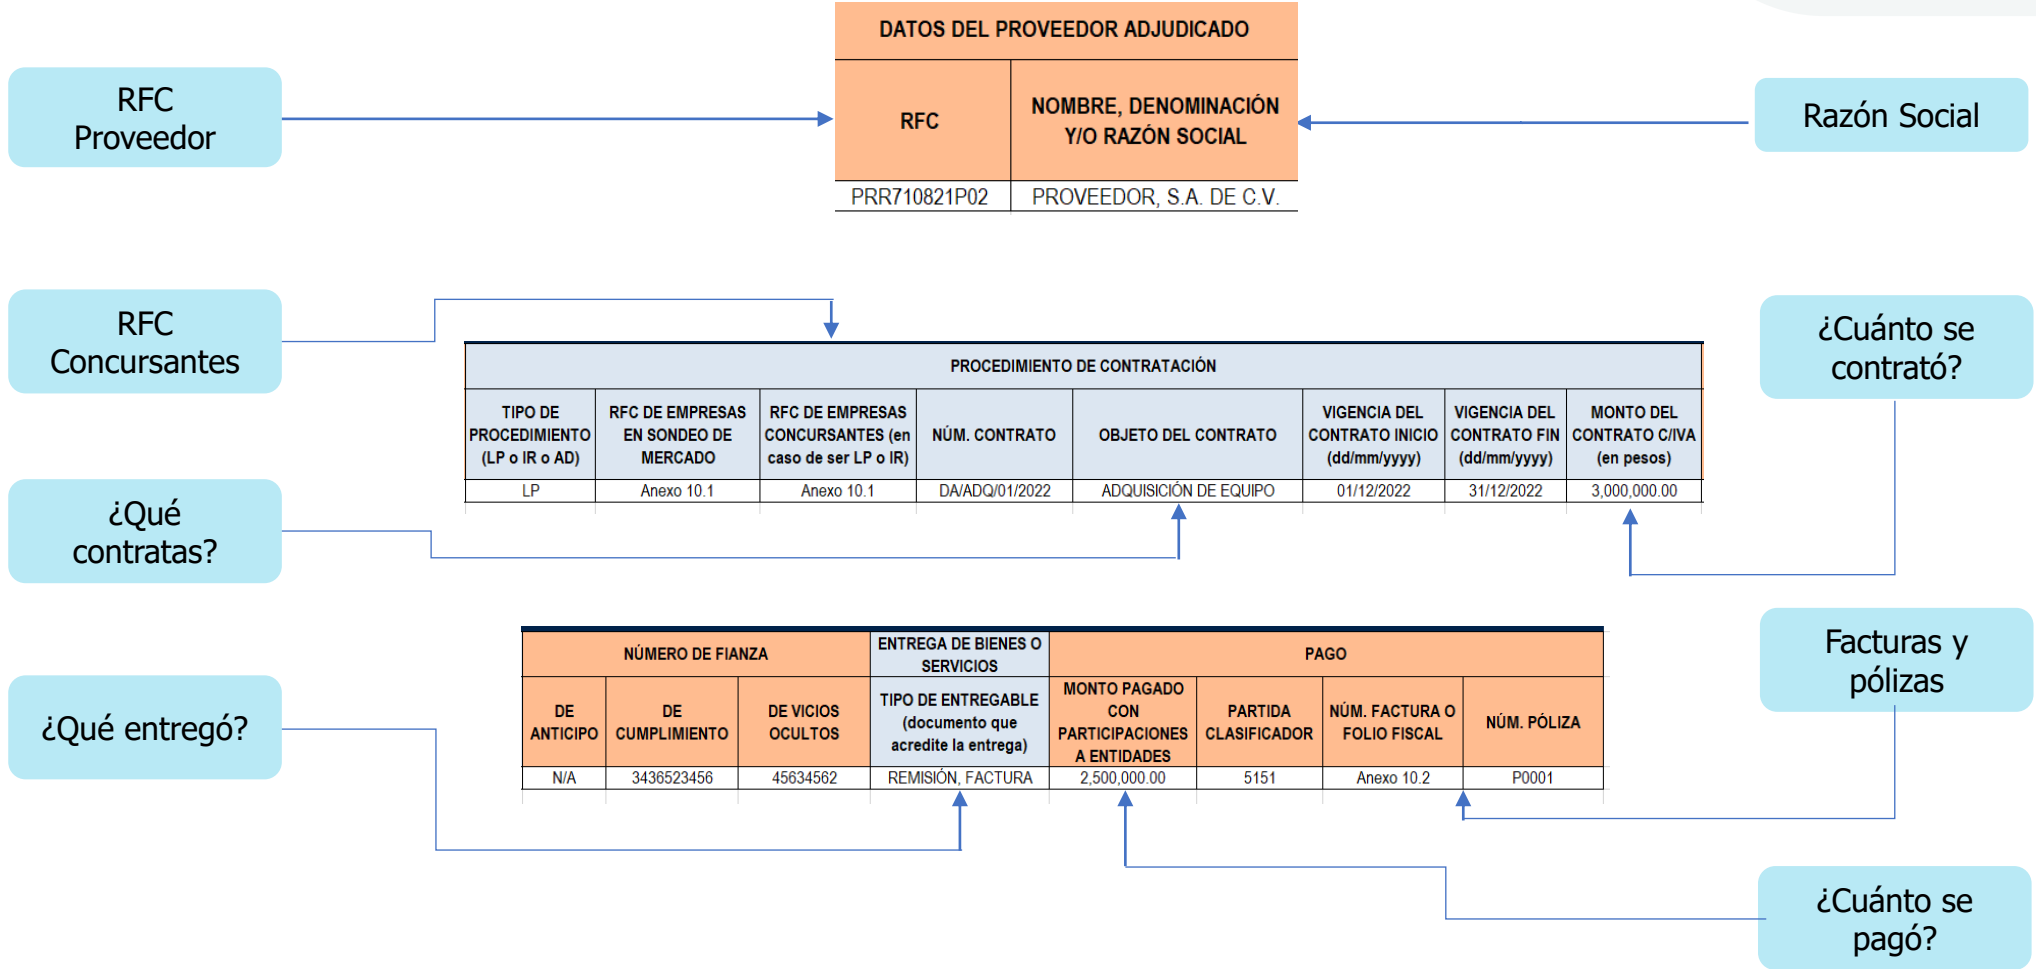 DATOS DEL PROVEEDOR ADJUDICADO
RFC
Proveedor
RFC
NOMBRE, DENOMINACIÓN
Y/O RAZÓN SOCIAL
Razón Social
PRR710821P02
PROVEEDOR, S.A. DE C.V.
RFC
Concursantes
¿Cuánto se
contrató?
PROCEDIMIENTO DE CONTRATACIÓN
TIPO DE
PROCEDIMIENTO
(LP o IR o AD)
RFC DE EMPRESAS
EN SONDEO DE
MERCADO
RFC DE EMPRESAS
CONCURSANTES (en
caso de ser LP o IR)
NÚM. CONTRATO
OBJETO DEL CONTRATO
VIGENCIA DEL
CONTRATO INICIO
(dd/mm/yyyy)
VIGENCIA DEL
CONTRATO FIN
(dd/mm/yyyy)
MONTO DEL
CONTRATO C/IVA
(en pesos)
LP
Anexo 10.1
Anexo 10.1
DA/ADQ/01/2022
ADQUISICIÓN DE EQUIPO
01/12/2022
31/12/2022
3,000,000.00
¿Qué
contratas?
NÚMERO DE FIANZA
ENTREGA DE BIENES O
SERVICIOS
PAGO
DE
ANTICIPO
DE
CUMPLIMIENTO
DE VICIOS
OCULTOS
TIPO DE ENTREGABLE
(documento que
acredite la entrega)
MONTO PAGADO
CON
PARTICIPACIONES
A ENTIDADES
PARTIDA
CLASIFICADOR
NÚM. FACTURA O
FOLIO FISCAL
NÚM. PÓLIZA
N/A
3436523456
45634562
REMISIÓN, FACTURA
2,500,000.00
5151
Anexo 10.2
P0001
Facturas y
pólizas
¿Qué entregó?
¿Cuánto se
pagó?